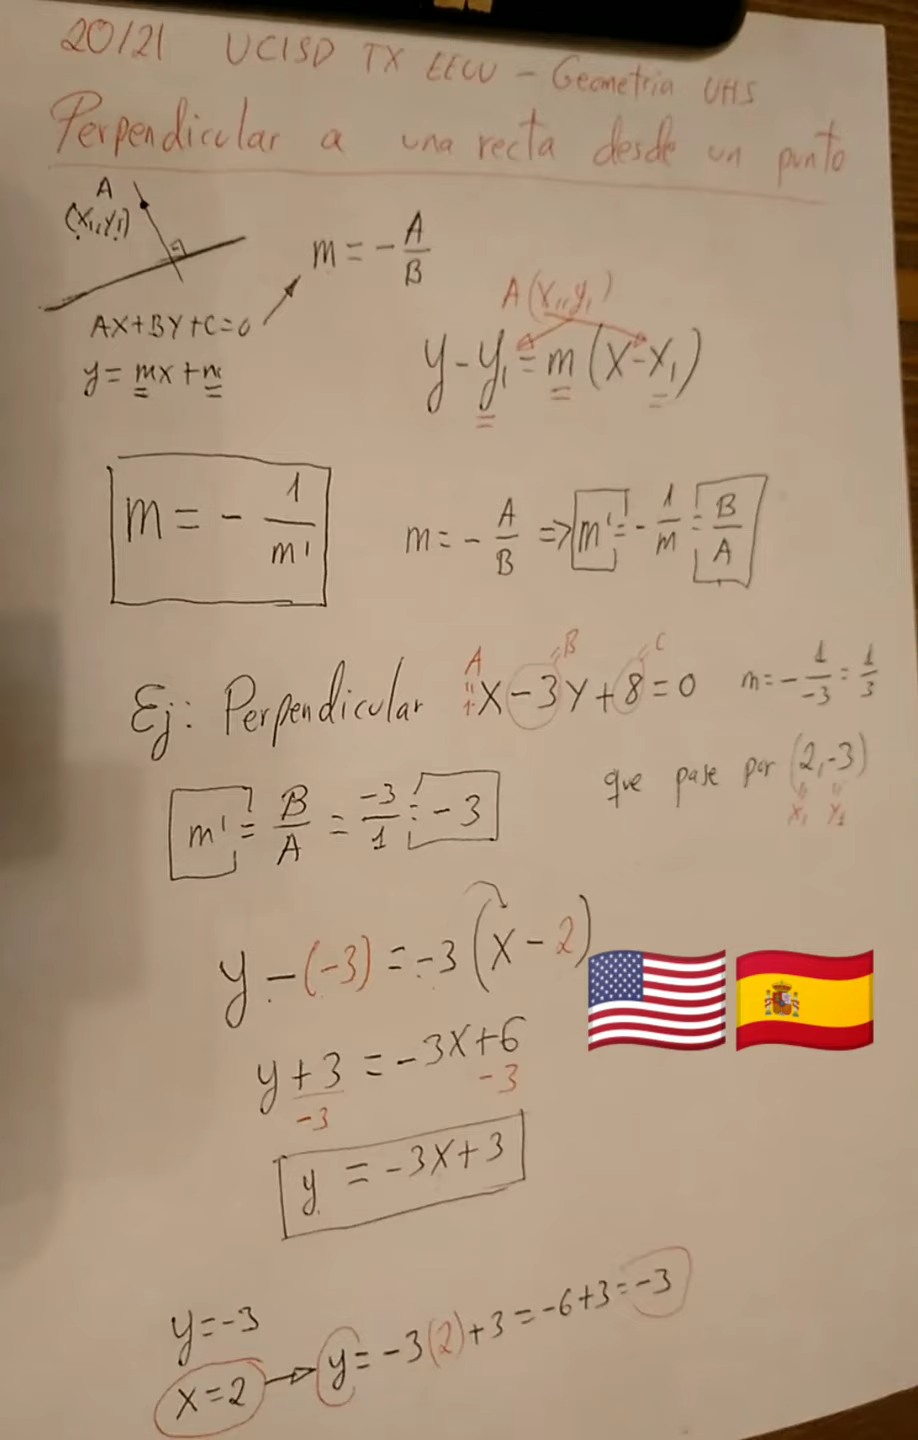 20/21 UCISD TX EEUU - Geometria UHS
Perpendicular a una recta desde un punto
A
(X₁,Y₁)
m = - A/B
AX+BY+C=0
y = mx + n
A(X₁,Y₁)
y - y₁ = m (X - X₁)
m = - 1/m'
m = - A/B => m' = - 1/m = B/A
A B C
Ej: Perpendicular X - 3Y + 8 = 0 m = - 1/-3 = 1/3
1
que pase por (2,-3)
X₁ Y₁
m' = B/A = -3/1 = -3
y - (-3) = -3 (X - 2)
y + 3 = -3X + 6
-3 -3
y = -3X + 3
y = -3
x = 2 → y = -3(2) + 3 = -6 + 3 = -3